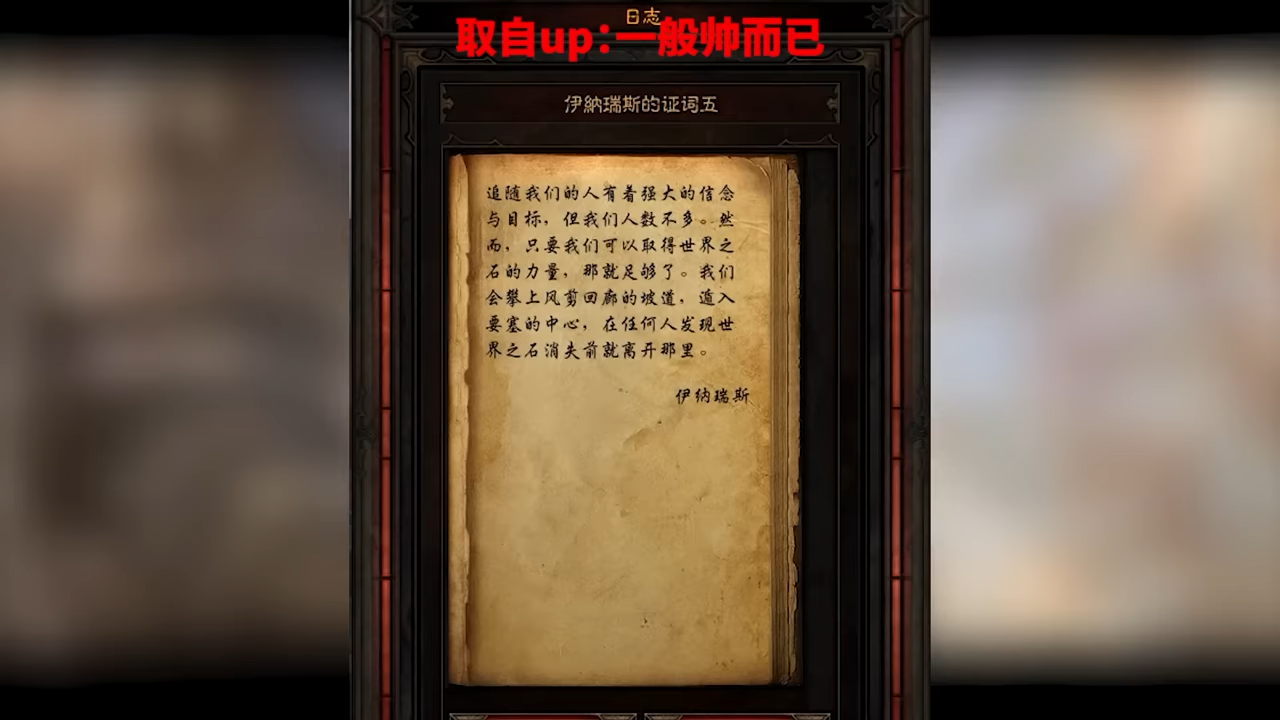 日志
取自up：一般帅而已
伊纳瑞斯的证词五
追随我们的人有着强大的信念
与目标，但我们人数不多。然
而，只要我们可以取得世界之
石的力量，那就足够了。我们
会攀上风剪回廊的坡道，遁入
要塞的中心，在任何人发现世
界之石消失前就离开那里。
伊纳瑞斯